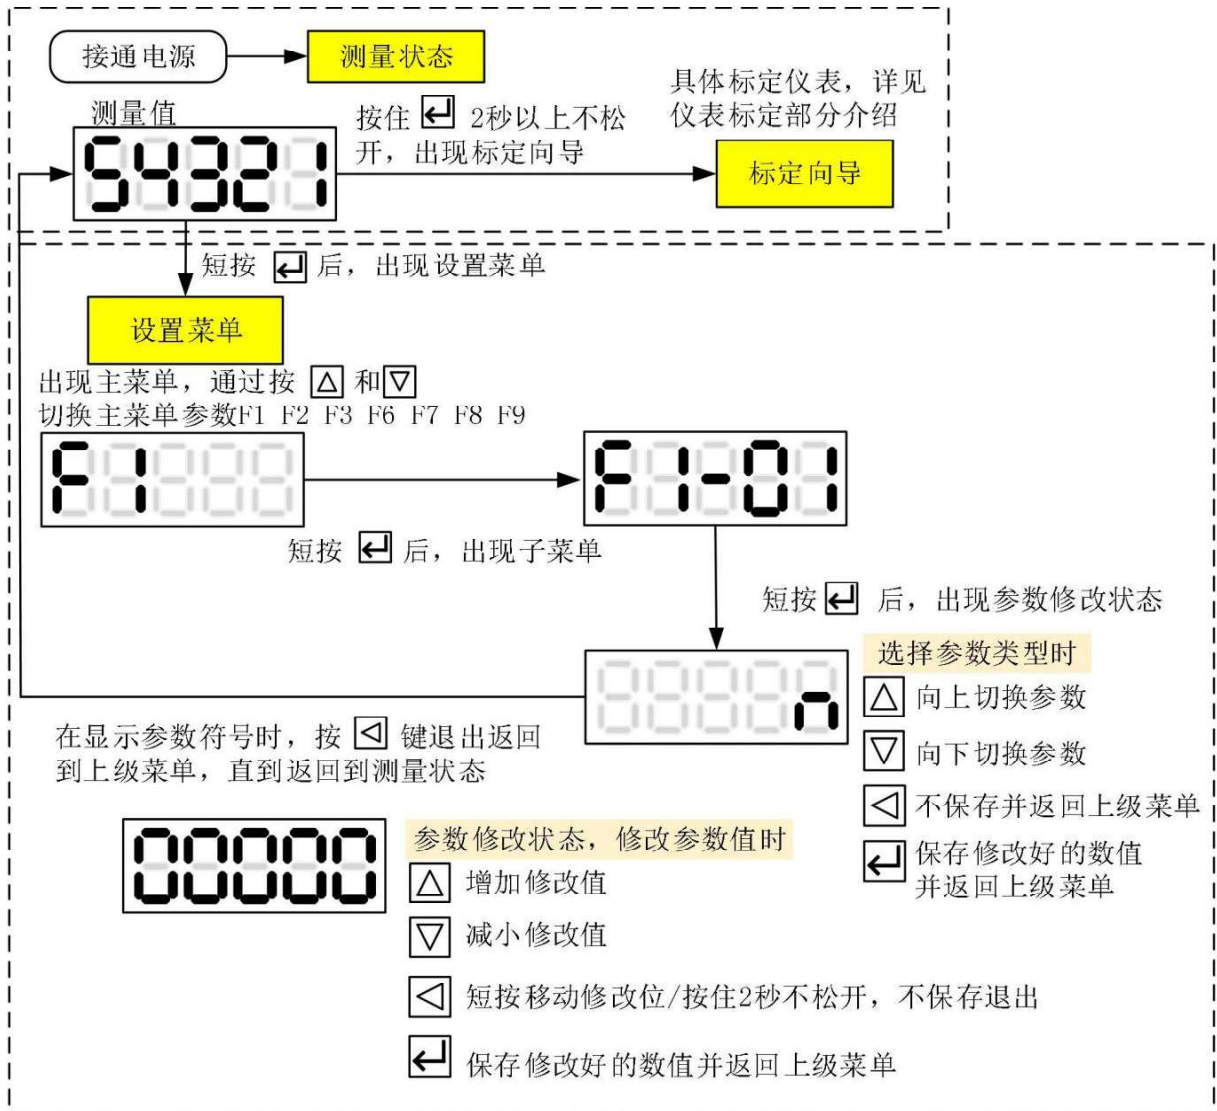 接通电源
测量状态
测量值
54321
按住 2秒以上不松
开，出现标定向导
具体标定仪表，详见
仪表标定部分介绍
标定向导
短按 后，出现设置菜单
设置菜单
出现主菜单，通过按 和
切换主菜单参数F1 F2 F3 F6 F7 F8 F9
F1
F1-01
短按 后，出现子菜单
短按 后，出现参数修改状态
n
选择参数类型时
向上切换参数
向下切换参数
不保存并返回上级菜单
保存修改好的数值
并返回上级菜单
在显示参数符号时，按 键退出返回
到上级菜单，直到返回到测量状态
00000
参数修改状态，修改参数值时
增加修改值
减小修改值
短按移动修改位/按住2秒不松开，不保存退出
保存修改好的数值并返回上级菜单